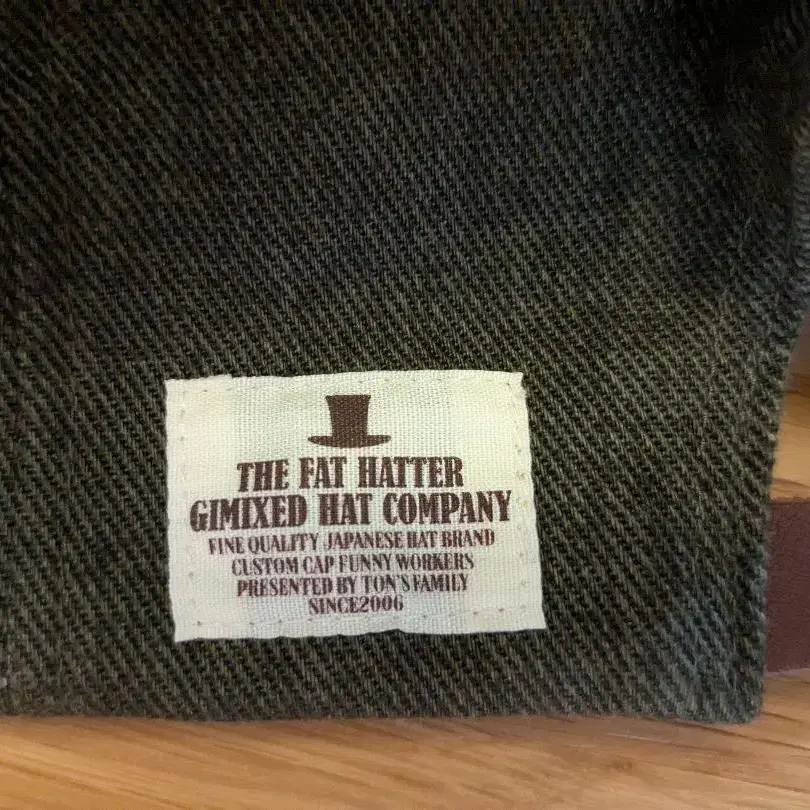 THE FAT HATTER
GIMIXED HAT COMPANY
FINE QUALITY JAPANESE HAT BRAND
CUSTOM CAP FUNNY WORKERS
PRESENTED BY TON'S FAMILY
SINCE2006